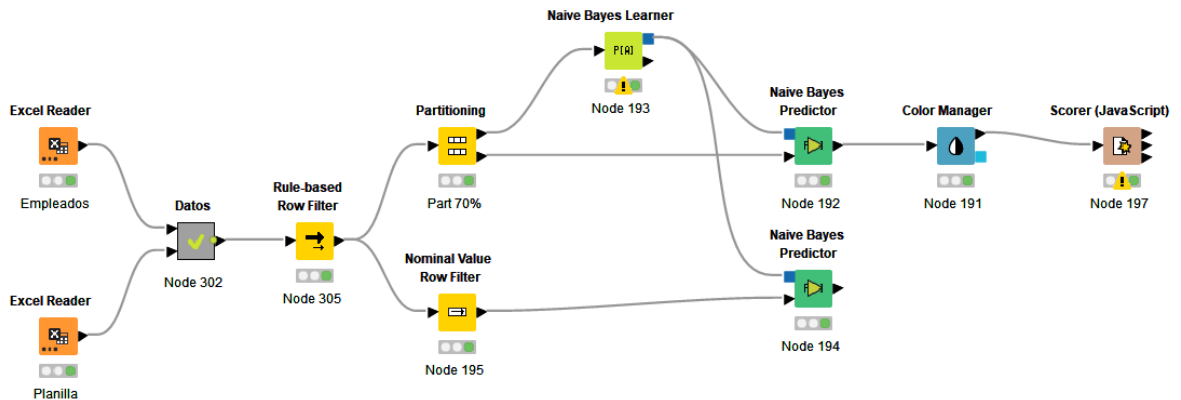 Naive Bayes Learner
P[A]
Node 193
Excel Reader
Empleados
Partitioning
Part 70%
Naive Bayes
Predictor
Node 192
Color Manager
Node 191
Scorer (JavaScript)
Node 197
Datos
Node 302
Rule-based
Row Filter
Node 305
Nominal Value
Row Filter
Node 195
Naive Bayes
Predictor
Node 194
Excel Reader
Planilla